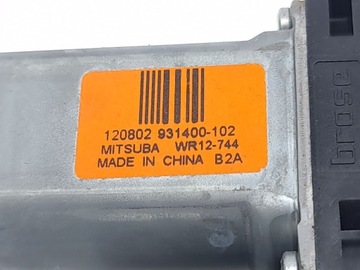 120802 931400-102
MITSUBA WR12-744
MADE IN CHINA B2A
brose